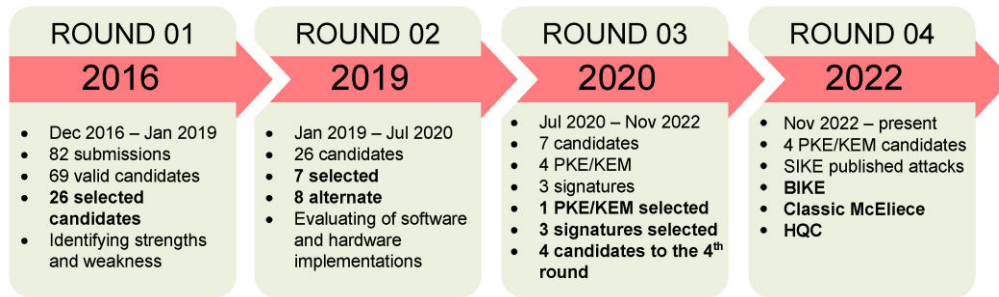 ROUND 01
2016
• Dec 2016 – Jan 2019
• 82 submissions
• 69 valid candidates
• 26 selected
candidates
• Identifying strengths
and weakness
ROUND 02
2019
• Jan 2019 – Jul 2020
• 26 candidates
• 7 selected
• 8 alternate
• Evaluating of software
and hardware
implementations
ROUND 03
2020
• Jul 2020 – Nov 2022
• 7 candidates
• 4 PKE/KEM
• 3 signatures
• 1 PKE/KEM selected
• 3 signatures selected
• 4 candidates to the 4th
round
ROUND 04
2022
• Nov 2022 – present
• 4 PKE/KEM candidates
• SIKE published attacks
• BIKE
• Classic McEliece
• HQC